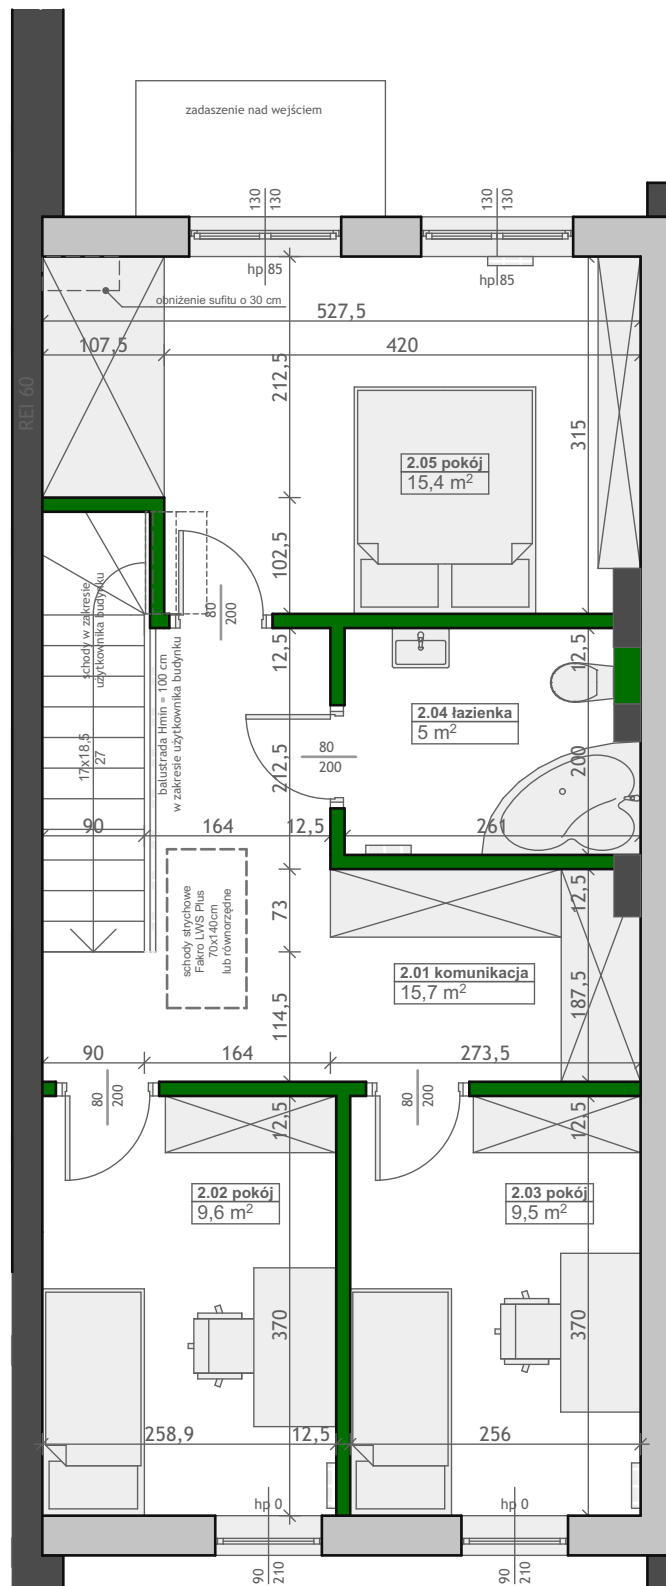 zadaszenie nad wejściem
130
130
130
130
hp 85
hp 85
obniżenie sufitu o 30 cm
527,5
107,5
420
212,5
315
REI 60
2.05 pokój
15,4 m²
102,5
80
200
schody w zakresie
użytkownika budynku
balustrada Hmin = 100 cm
w zakresie użytkownika budynku
17x18,5
27
12,5
12,5
2.04 łazienka
5 m²
80
200
212,5
200
90
164
12,5
261
schody strychowe
Fakro LWS Plus
70x140cm
lub równorzędne
73
12,5
2.01 komunikacja
15,7 m²
114,5
187,5
90
164
273,5
80
200
80
200
12,5
12,5
2.02 pokój
9,6 m²
2.03 pokój
9,5 m²
370
370
258,9
12,5
256
hp 0
hp 0
90
210
90
210